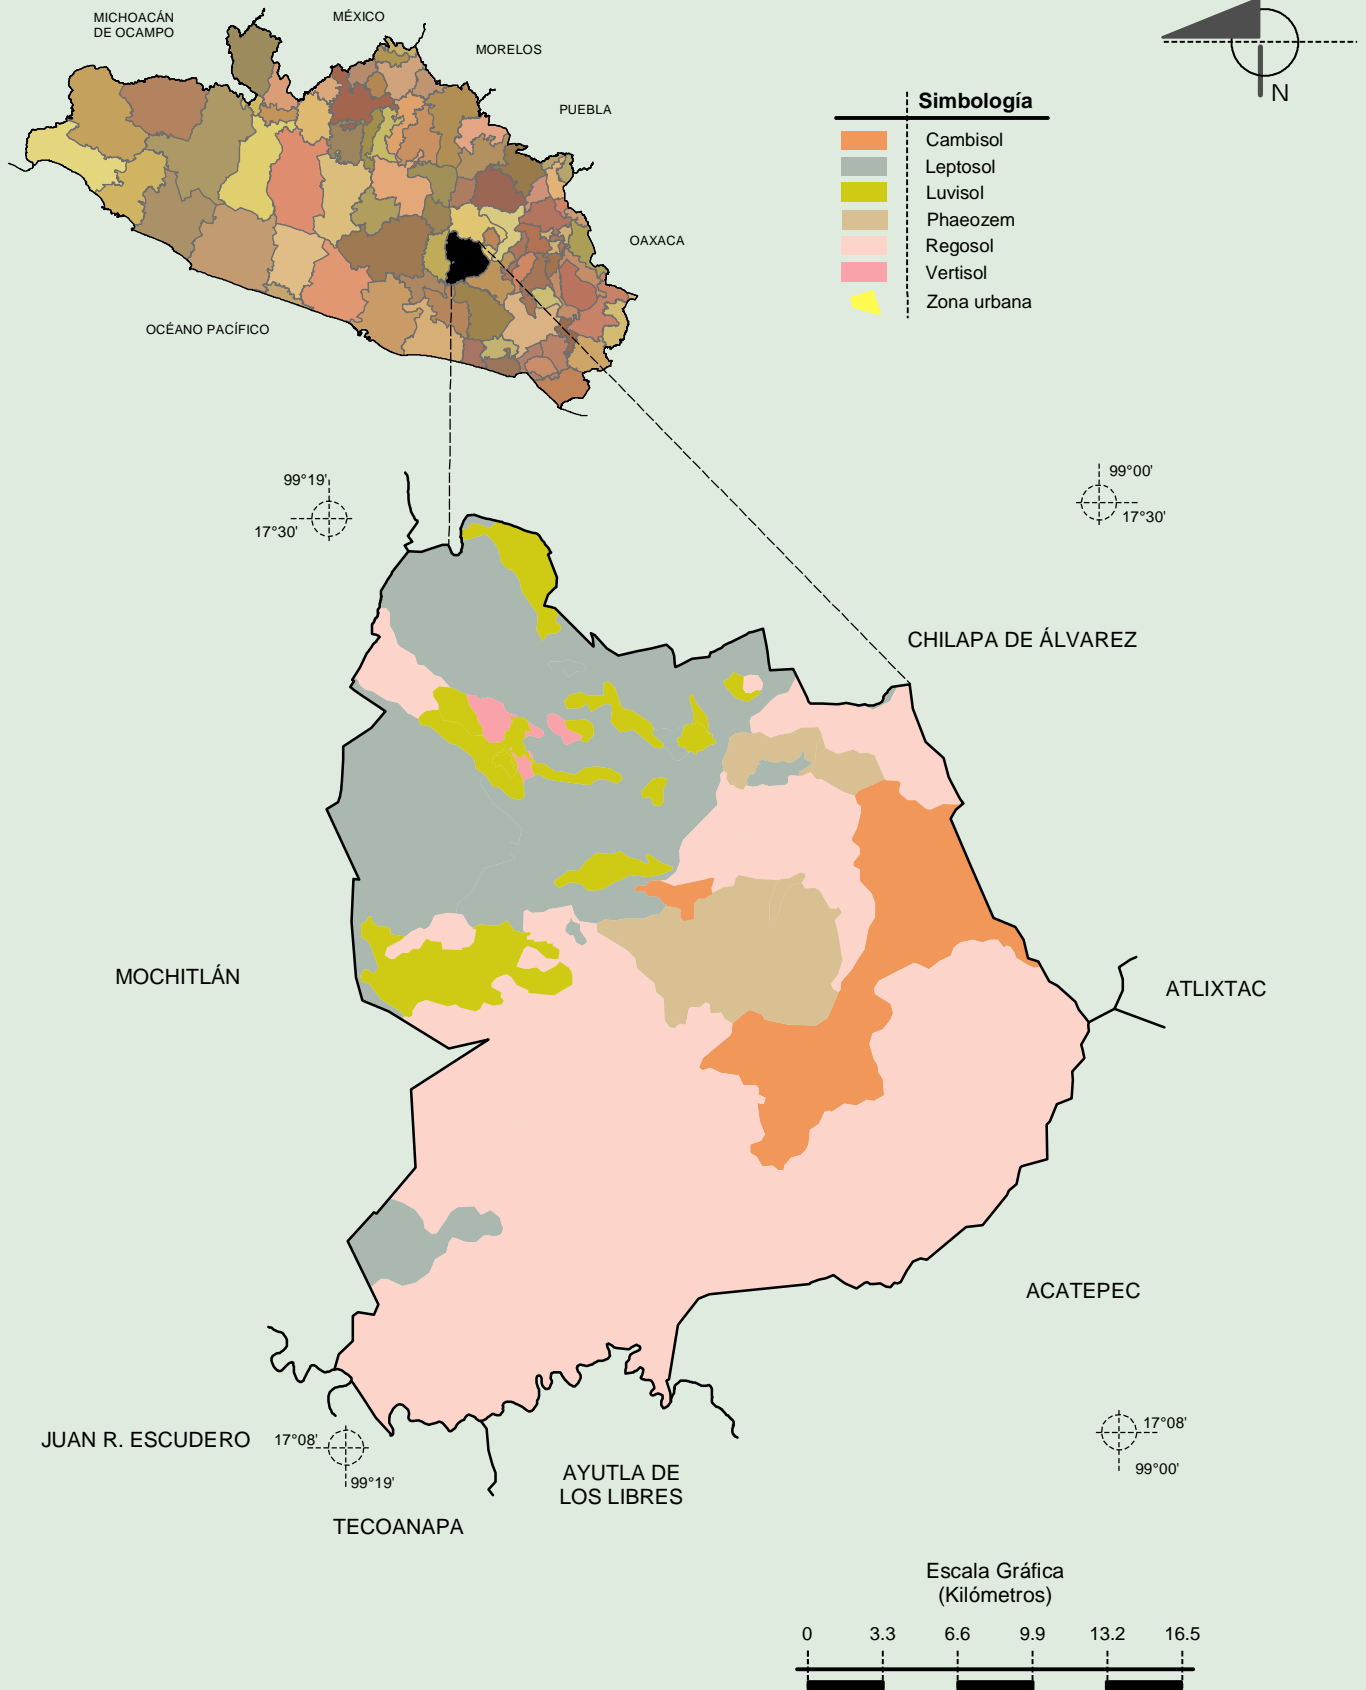 MICHOACÁN
DE OCAMPO
MÉXICO
MORELOS
PUEBLA
OAXACA
OCÉANO PACÍFICO
N
Simbología
Cambisol
Leptosol
Luvisol
Phaeozem
Regosol
Vertisol
Zona urbana
99°19'
17°30'
99°00'
17°30'
CHILAPA DE ÁLVAREZ
MOCHITLÁN
ATLIXTAC
ACATEPEC
JUAN R. ESCUDERO
17°08'
99°19'
17°08'
99°00'
AYUTLA DE
LOS LIBRES
TECOANAPA
Escala Gráfica
(Kilómetros)
0 3.3 6.6 9.9 13.2 16.5